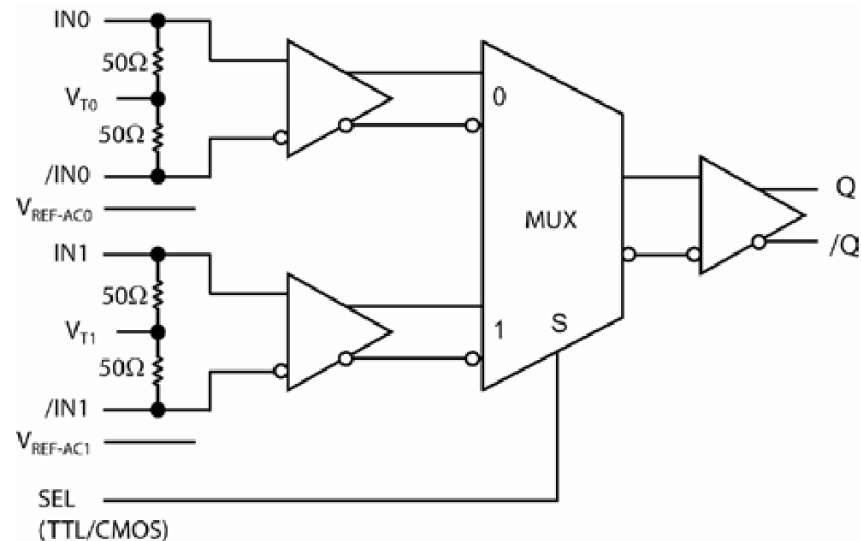 IN0
50Ω
VT0
50Ω
/IN0
VREF-AC0
IN1
50Ω
VT1
50Ω
/IN1
VREF-AC1
SEL
(TTL/CMOS)
0
MUX
1
S
Q
/Q